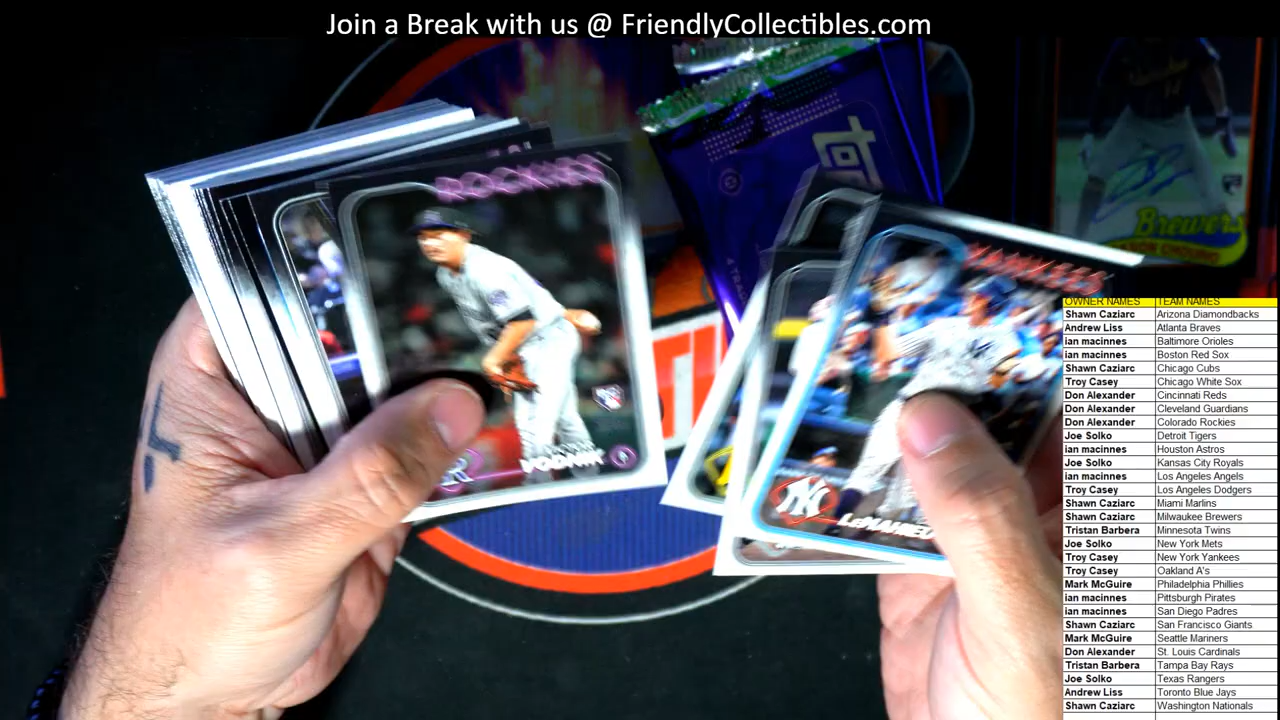 Join a Break with us @ FriendlyCollectibles.com
ROCKIES
YANKEES
Brewers
VODNIK
NY
LeMAHIEU
OWNER NAMES TEAM NAMES
Shawn Caziarc Arizona Diamondbacks
Andrew Liss Atlanta Braves
ian macinnes Baltimore Orioles
ian macinnes Boston Red Sox
Shawn Caziarc Chicago Cubs
Troy Casey Chicago White Sox
Don Alexander Cincinnati Reds
Don Alexander Cleveland Guardians
Don Alexander Colorado Rockies
Joe Solko Detroit Tigers
ian macinnes Houston Astros
Joe Solko Kansas City Royals
ian macinnes Los Angeles Angels
Troy Casey Los Angeles Dodgers
Shawn Caziarc Miami Marlins
Shawn Caziarc Milwaukee Brewers
Tristan Barbera Minnesota Twins
Joe Solko New York Mets
Troy Casey New York Yankees
Troy Casey Oakland A's
Mark McGuire Philadelphia Phillies
ian macinnes Pittsburgh Pirates
ian macinnes San Diego Padres
Shawn Caziarc San Francisco Giants
Mark McGuire Seattle Mariners
Don Alexander St. Louis Cardinals
Tristan Barbera Tampa Bay Rays
Joe Solko Texas Rangers
Andrew Liss Toronto Blue Jays
Shawn Caziarc Washington Nationals